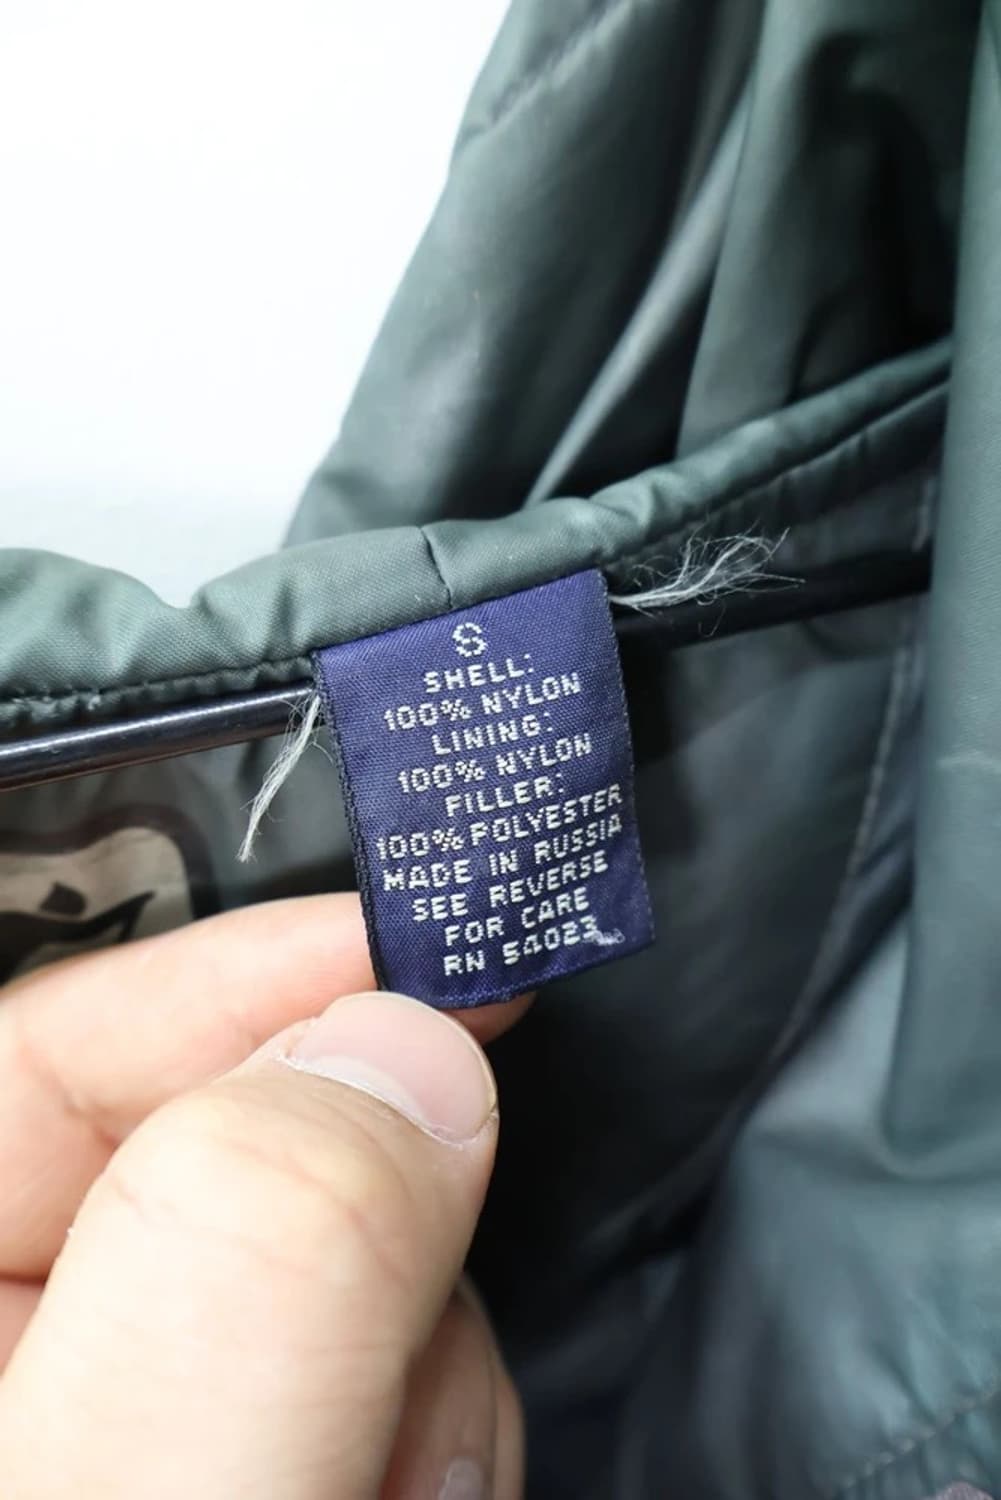 S
SHELL:
100% NYLON
LINING:
100% NYLON
FILLER:
100% POLYESTER
MADE IN RUSSIA
SEE REVERSE
FOR CARE
RN 54023